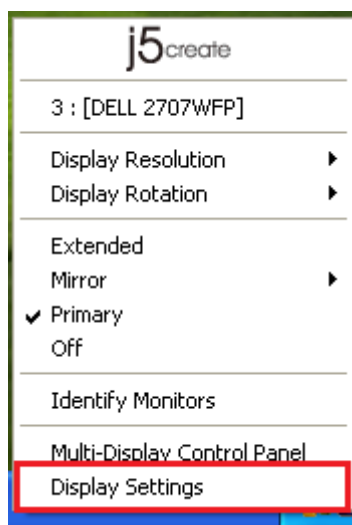 j5create
3 : [DELL 2707WFP]
Display Resolution
Display Rotation
Extended
Mirror
Primary
Off
Identify Monitors
Multi-Display Control Panel
Display Settings